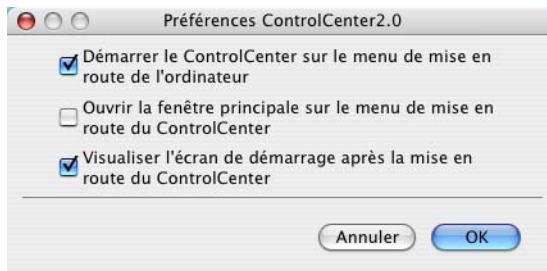 Préférences ControlCenter2.0
Démarrer le ControlCenter sur le menu de mise en
route de l'ordinateur
Ouvrir la fenêtre principale sur le menu de mise en
route du ControlCenter
Visualiser l'écran de démarrage après la mise en
route du ControlCenter
Annuler
OK